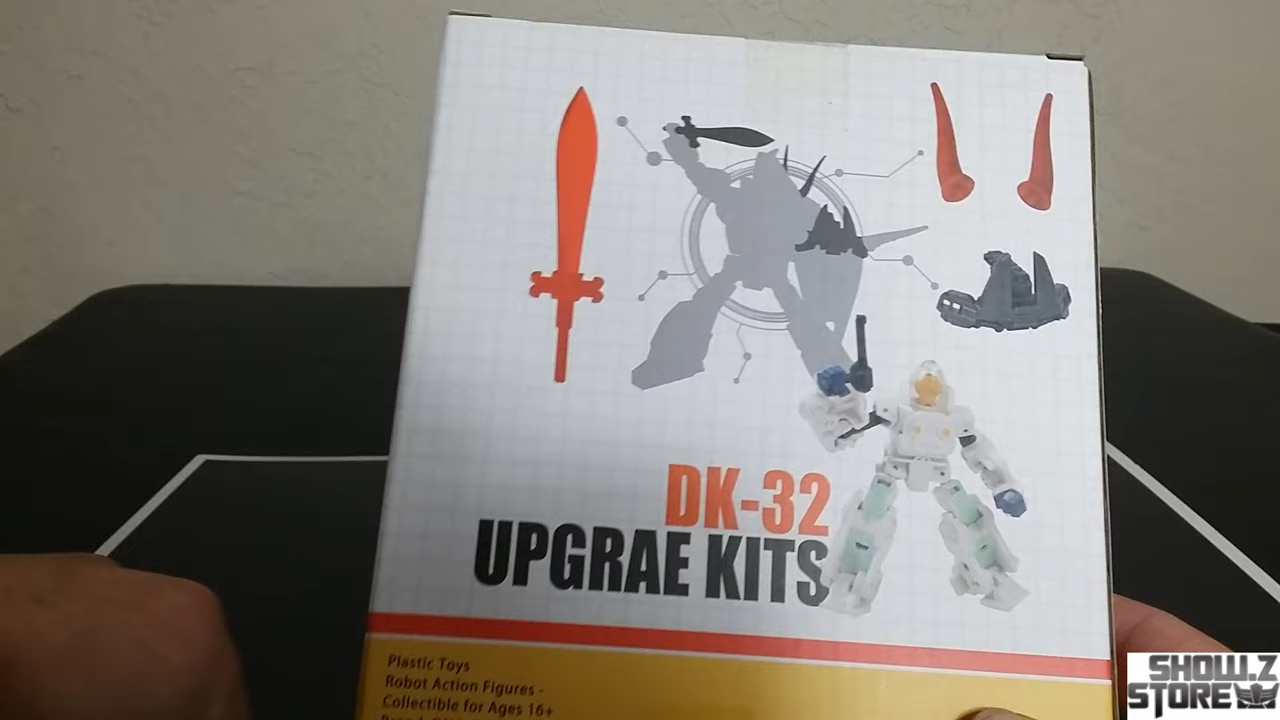 DK-32
UPGRAE KITS
Plastic Toys
Robot Action Figures -
Collectible for Ages 16+
SHOW.Z
STORE